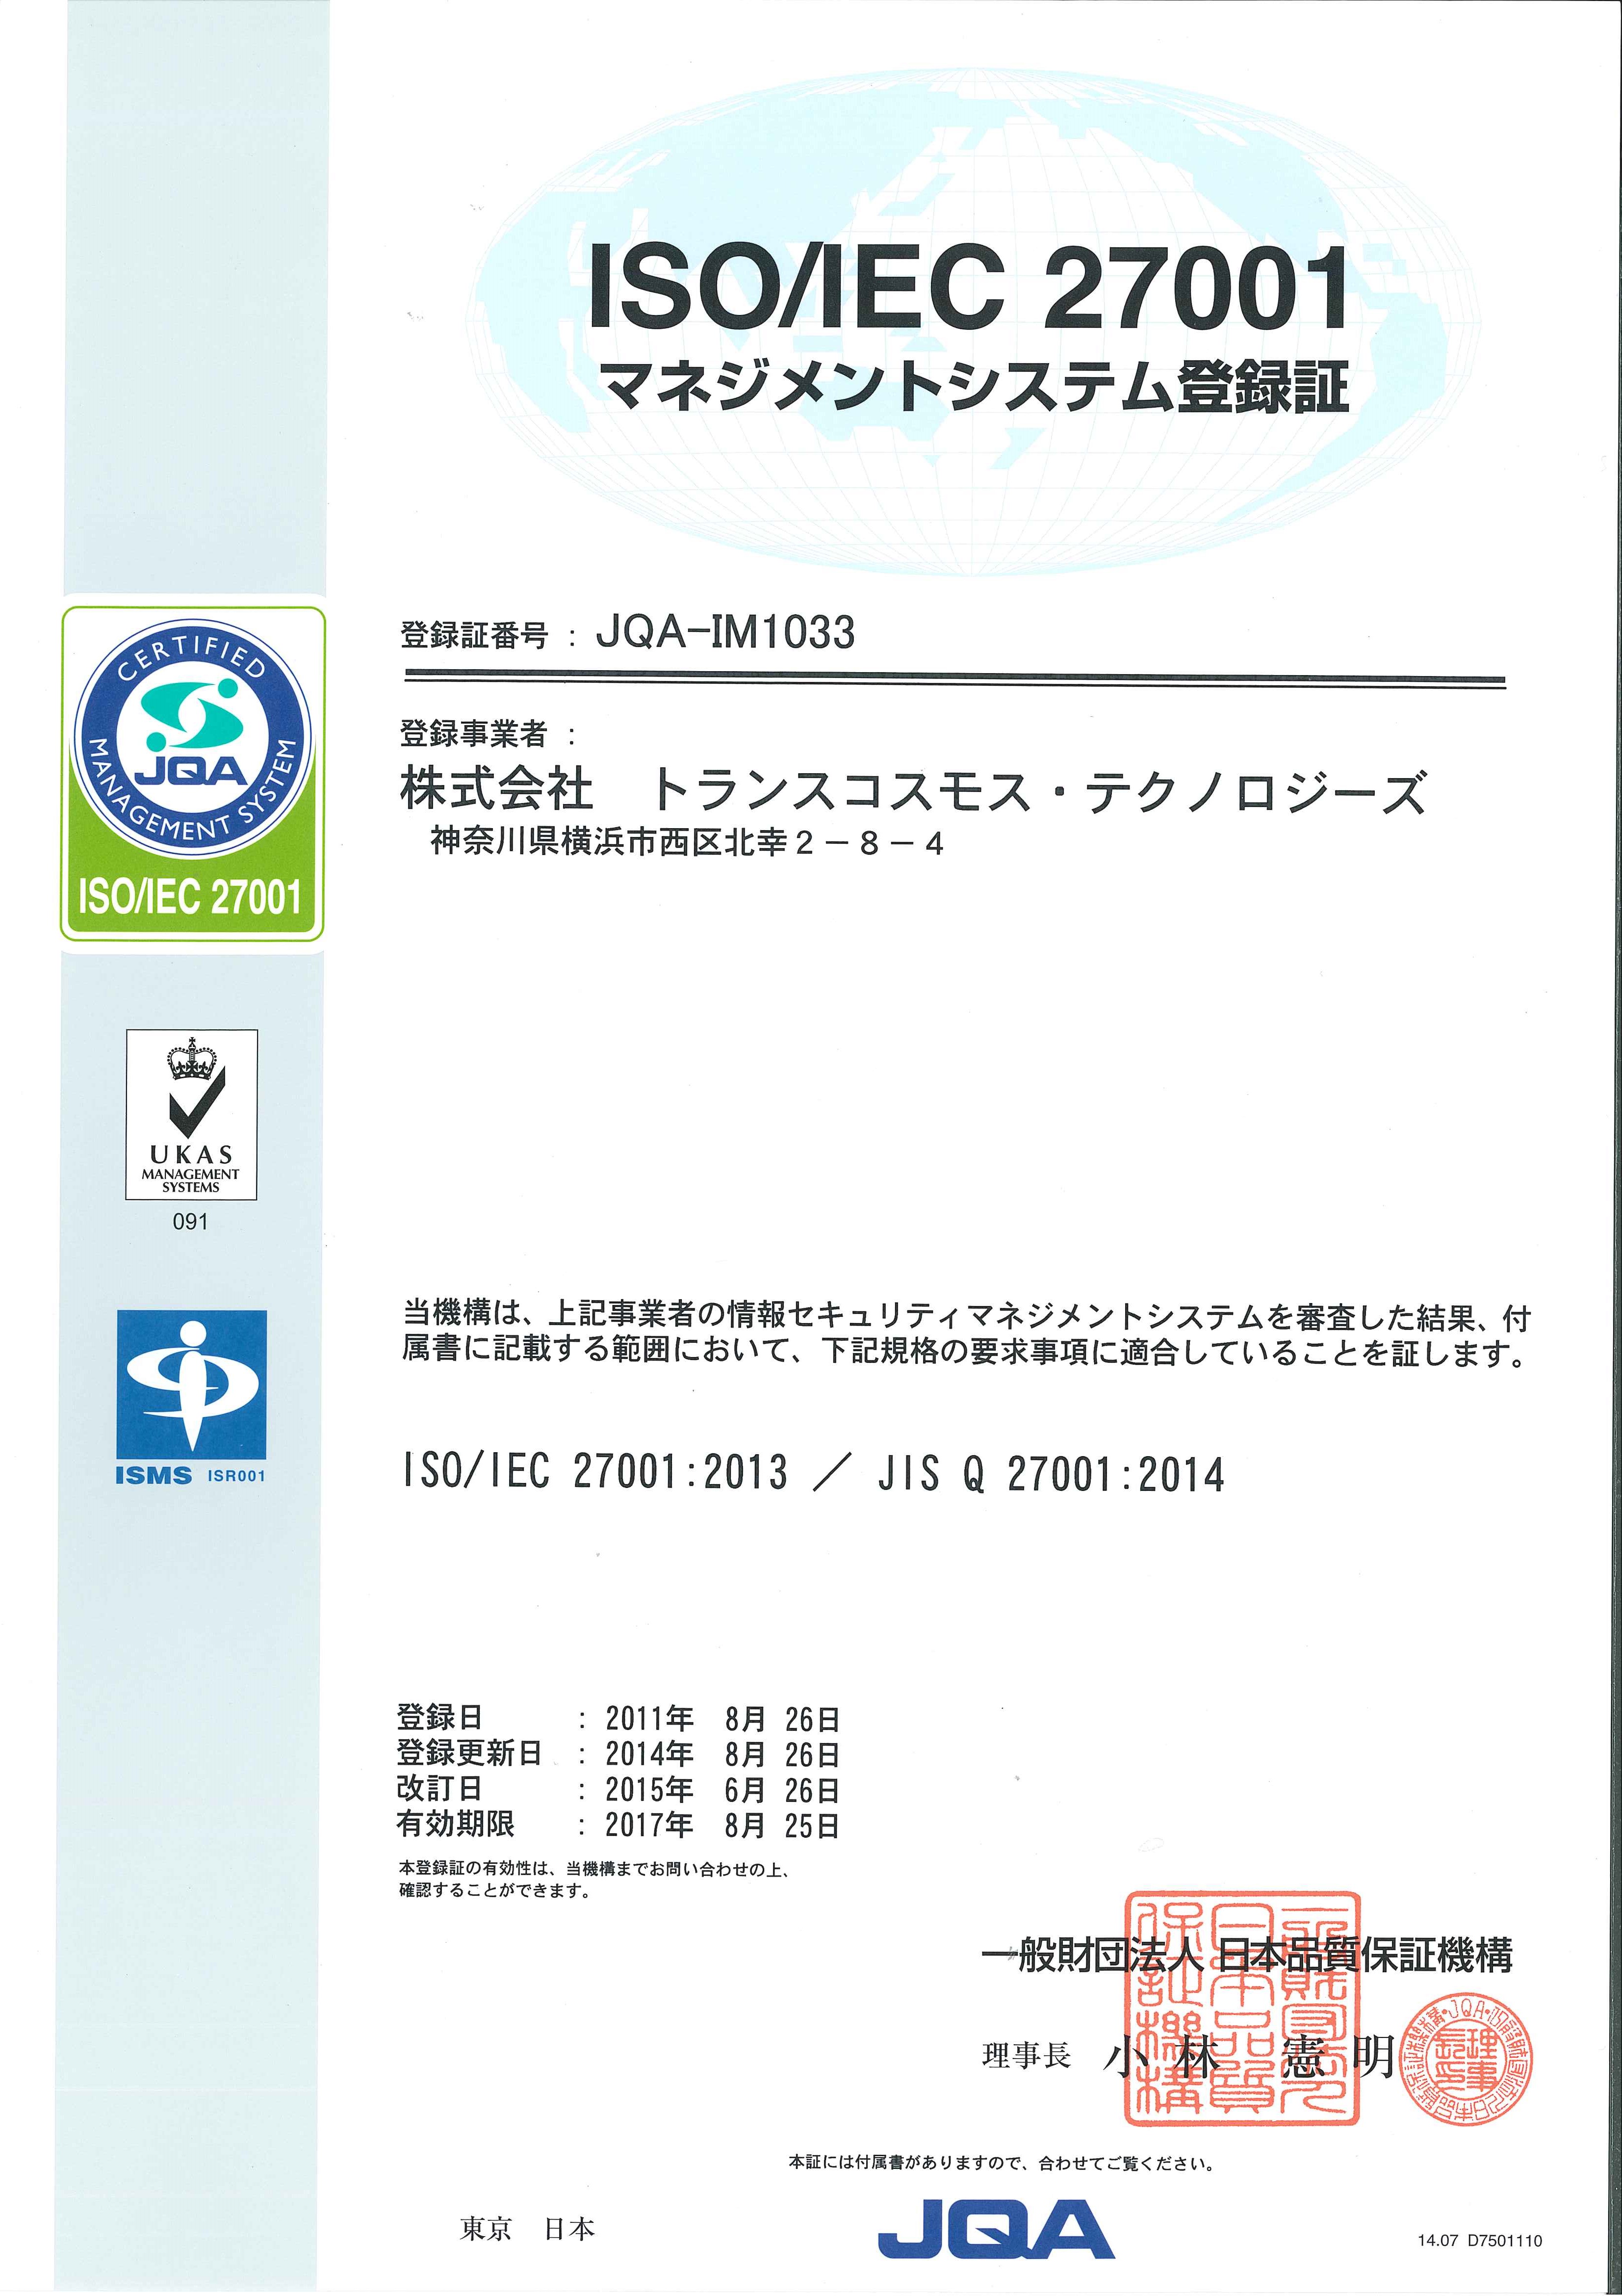 ISO/IEC 27001
マネジメントシステム登録証
登録証番号 : JQA-IM1033
登録事業者 :
株式会社　トランスコスモス・テクノロジーズ
神奈川県横浜市西区北幸２－８－４
CERTIFIED
JQA
MANAGEMENT SYSTEM
ISO/IEC 27001
UKAS
MANAGEMENT
SYSTEMS
091
ISMS ISR001
当機構は、上記事業者の情報セキュリティマネジメントシステムを審査した結果、付
属書に記載する範囲において、下記規格の要求事項に適合していることを証します。
ISO/IEC 27001:2013 ／ JIS Q 27001:2014
登録日 : 2011年 8月 26日
登録更新日 : 2014年 8月 26日
改訂日 : 2015年 6月 26日
有効期限 : 2017年 8月 25日
本登録証の有効性は、当機構までお問い合わせの上、
確認することができます。
一般財団法人 日本品質保証機構
理事長 小林 憲明
本証には付属書がありますので、合わせてご覧ください。
東京 日本
JQA
14.07 D7501110